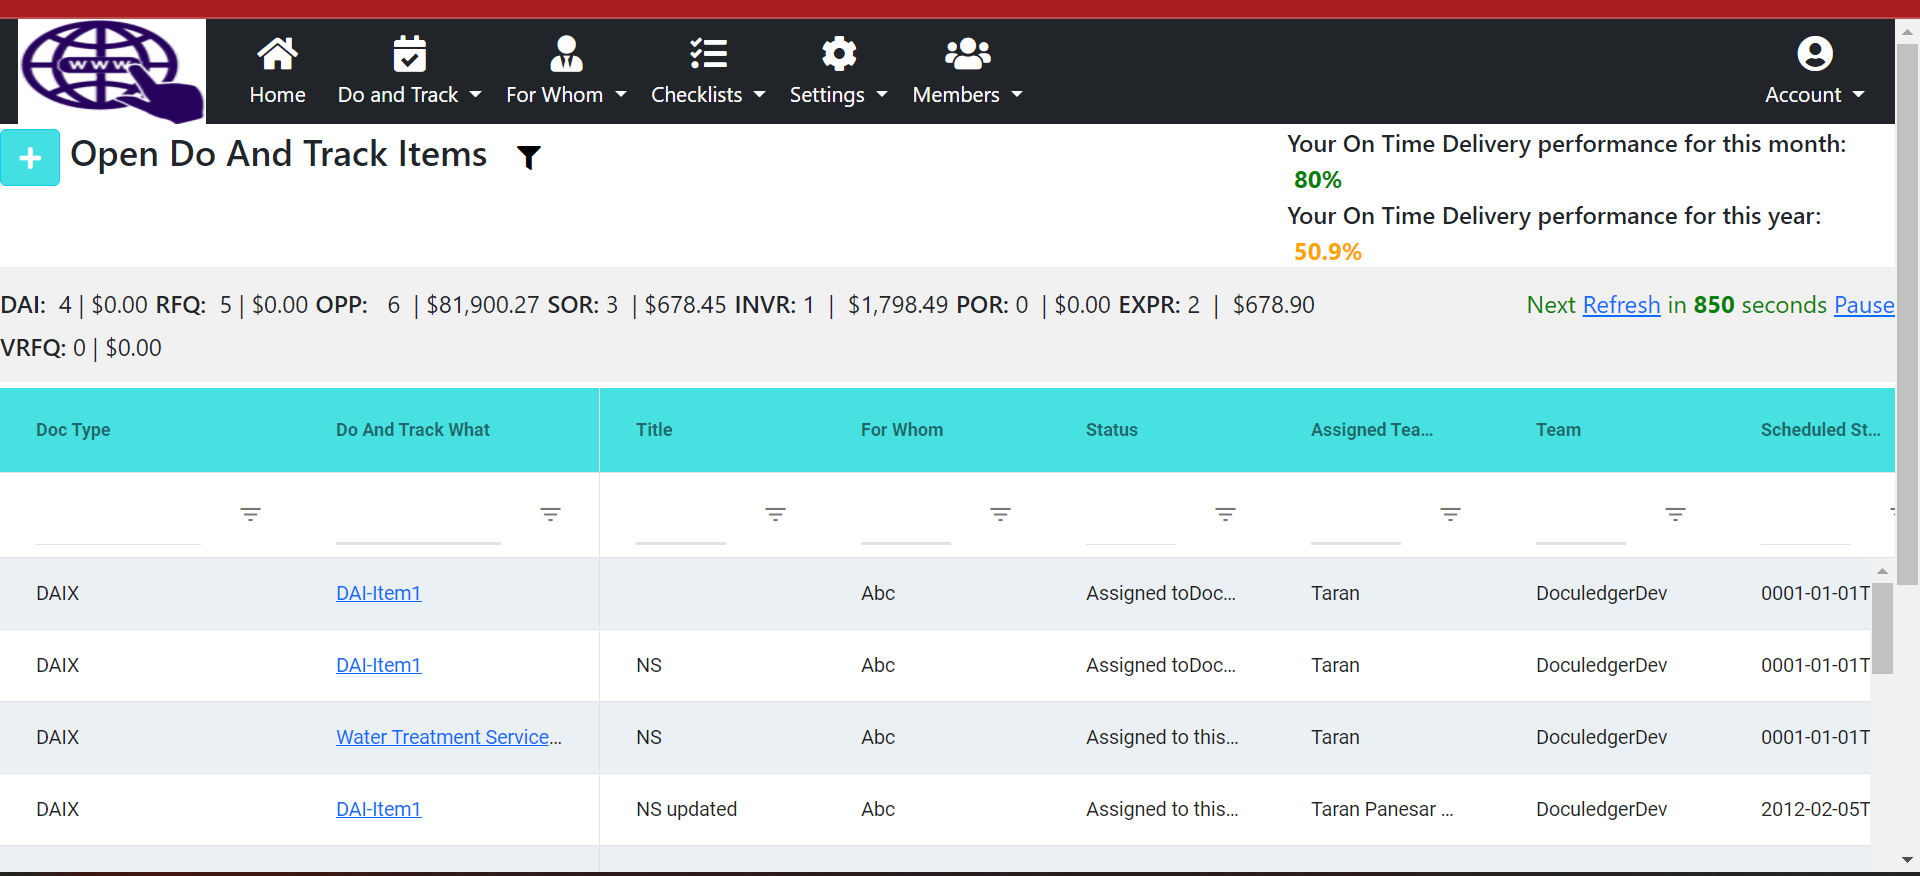 www
Home
Do and Track
For Whom
Checklists
Settings
Members
Account
Open Do And Track Items
Your On Time Delivery performance for this month:
80%
Your On Time Delivery performance for this year:
50.9%
DAI: 4 | $0.00 RFQ: 5 | $0.00 OPP: 6 | $81,900.27 SOR: 3 | $678.45 INVR: 1 | $1,798.49 POR: 0 | $0.00 EXPR: 2 | $678.90
VRFQ: 0 | $0.00
Next Refresh in 850 seconds Pause
Doc Type Do And Track What Title For Whom Status Assigned Tea... Team Scheduled St...
DAIX DAI-Item1 Abc Assigned toDoc... Taran DoculedgerDev 0001-01-01T
DAIX DAI-Item1 NS Abc Assigned toDoc... Taran DoculedgerDev 0001-01-01T
DAIX Water Treatment Service... NS Abc Assigned to this... Taran DoculedgerDev 0001-01-01T
DAIX DAI-Item1 NS updated Abc Assigned to this... Taran Panesar ... DoculedgerDev 2012-02-05T